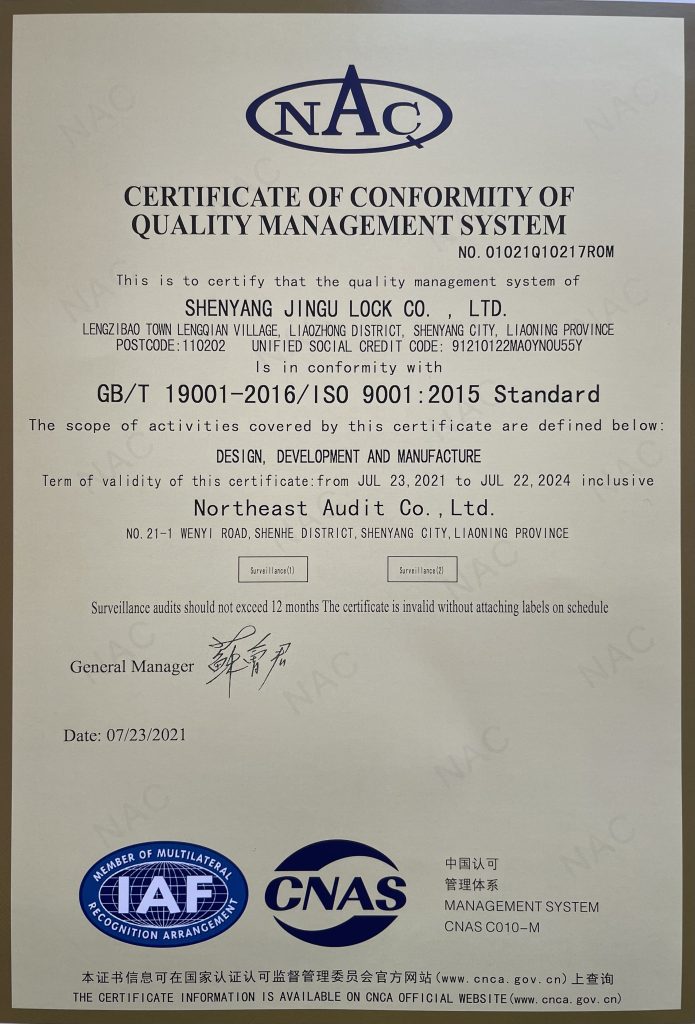 NAC
CERTIFICATE OF CONFORMITY OF
QUALITY MANAGEMENT SYSTEM
NO. 01021Q10217ROM
This is to certify that the quality management system of
SHENYANG JINGU LOCK CO. , LTD.
LENGZIBAO TOWN LENGQIAN VILLAGE, LIAOZHONG DISTRICT, SHENYANG CITY, LIAONING PROVINCE
POSTCODE:110202 UNIFIED SOCIAL CREDIT CODE: 91210122MAOYNOU55Y
Is in conformity with
GB/T 19001-2016/ISO 9001:2015 Standard
The scope of activities covered by this certificate are defined below:
DESIGN, DEVELOPMENT AND MANUFACTURE
Term of validity of this certificate:from JUL 23,2021 to JUL 22,2024 inclusive
Northeast Audit Co.,Ltd.
NO.21-1 WENYI ROAD,SHENHE DISTRICT,SHENYANG CITY,LIAONING PROVINCE
Surveillance(1) Surveillance(2)
Surveillance audits should not exceed 12 months The certificate is invalid without attaching labels on schedule
General Manager
Date: 07/23/2021
MEMBER OF MULTILATERAL
IAF
RECOGNITION ARRANGEMENT
CNAS
中国认可
管理体系
MANAGEMENT SYSTEM
CNAS C010-M
本证书信息可在国家认证认可监督管理委员会官方网站(www.cnca.gov.cn)上查询
THE CERTIFICATE INFORMATION IS AVAILABLE ON CNCA OFFICIAL WEBSITE(www.cnca.gov.cn)